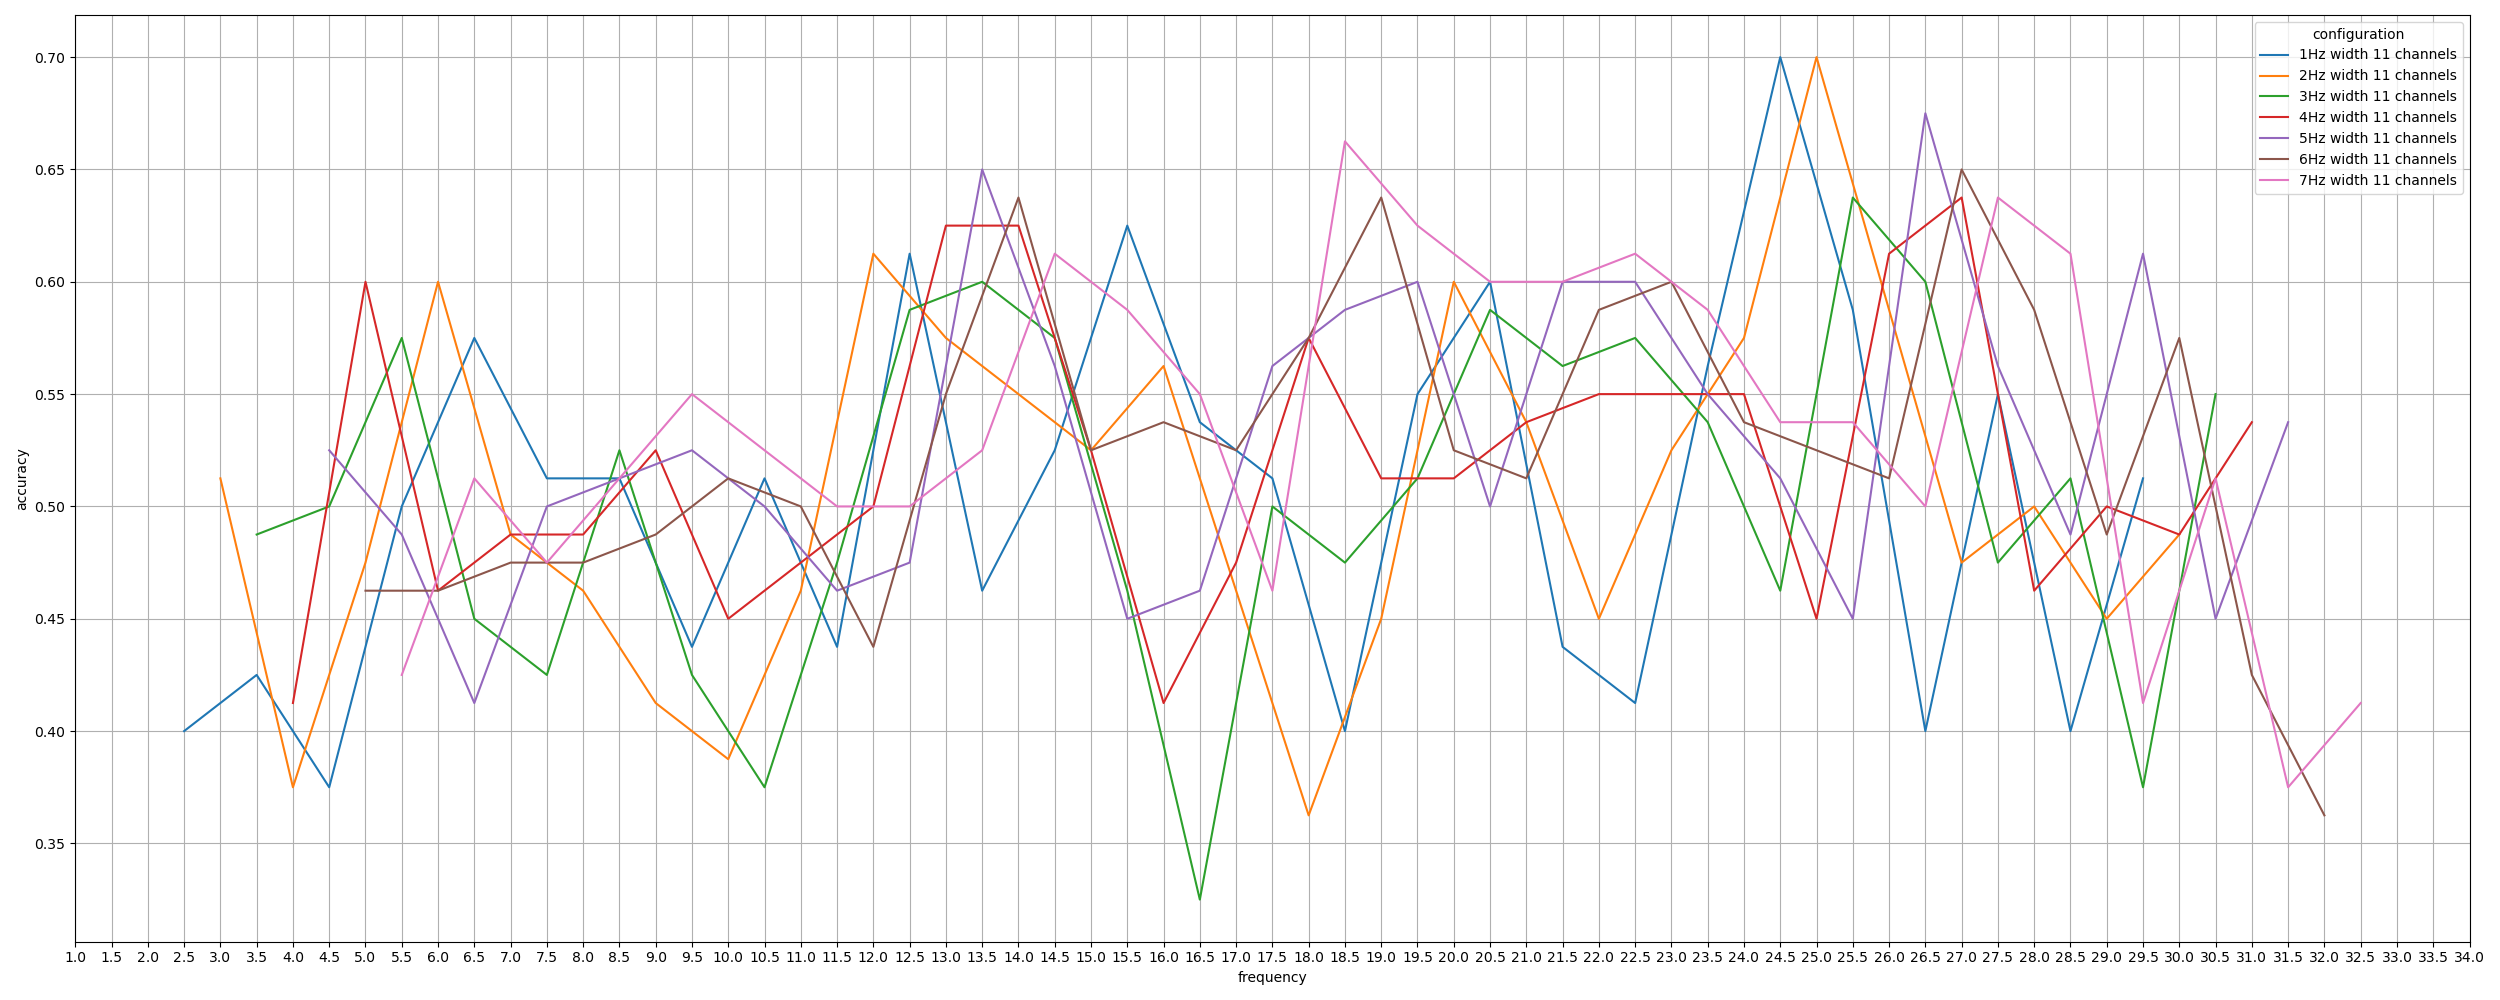 configuration
1Hz width 11 channels
2Hz width 11 channels
3Hz width 11 channels
4Hz width 11 channels
5Hz width 11 channels
6Hz width 11 channels
7Hz width 11 channels
0.70
0.65
0.60
0.55
0.50
0.45
0.40
0.35
accuracy
1.0 1.5 2.0 2.5 3.0 3.5 4.0 4.5 5.0 5.5 6.0 6.5 7.0 7.5 8.0 8.5 9.0 9.5 10.0 10.5 11.0 11.5 12.0 12.5 13.0 13.5 14.0 14.5 15.0 15.5 16.0 16.5 17.0 17.5 18.0 18.5 19.0 19.5 20.0 20.5 21.0 21.5 22.0 22.5 23.0 23.5 24.0 24.5 25.0 25.5 26.0 26.5 27.0 27.5 28.0 28.5 29.0 29.5 30.0 30.5 31.0 31.5 32.0 32.5 33.0 33.5 34.0
frequency